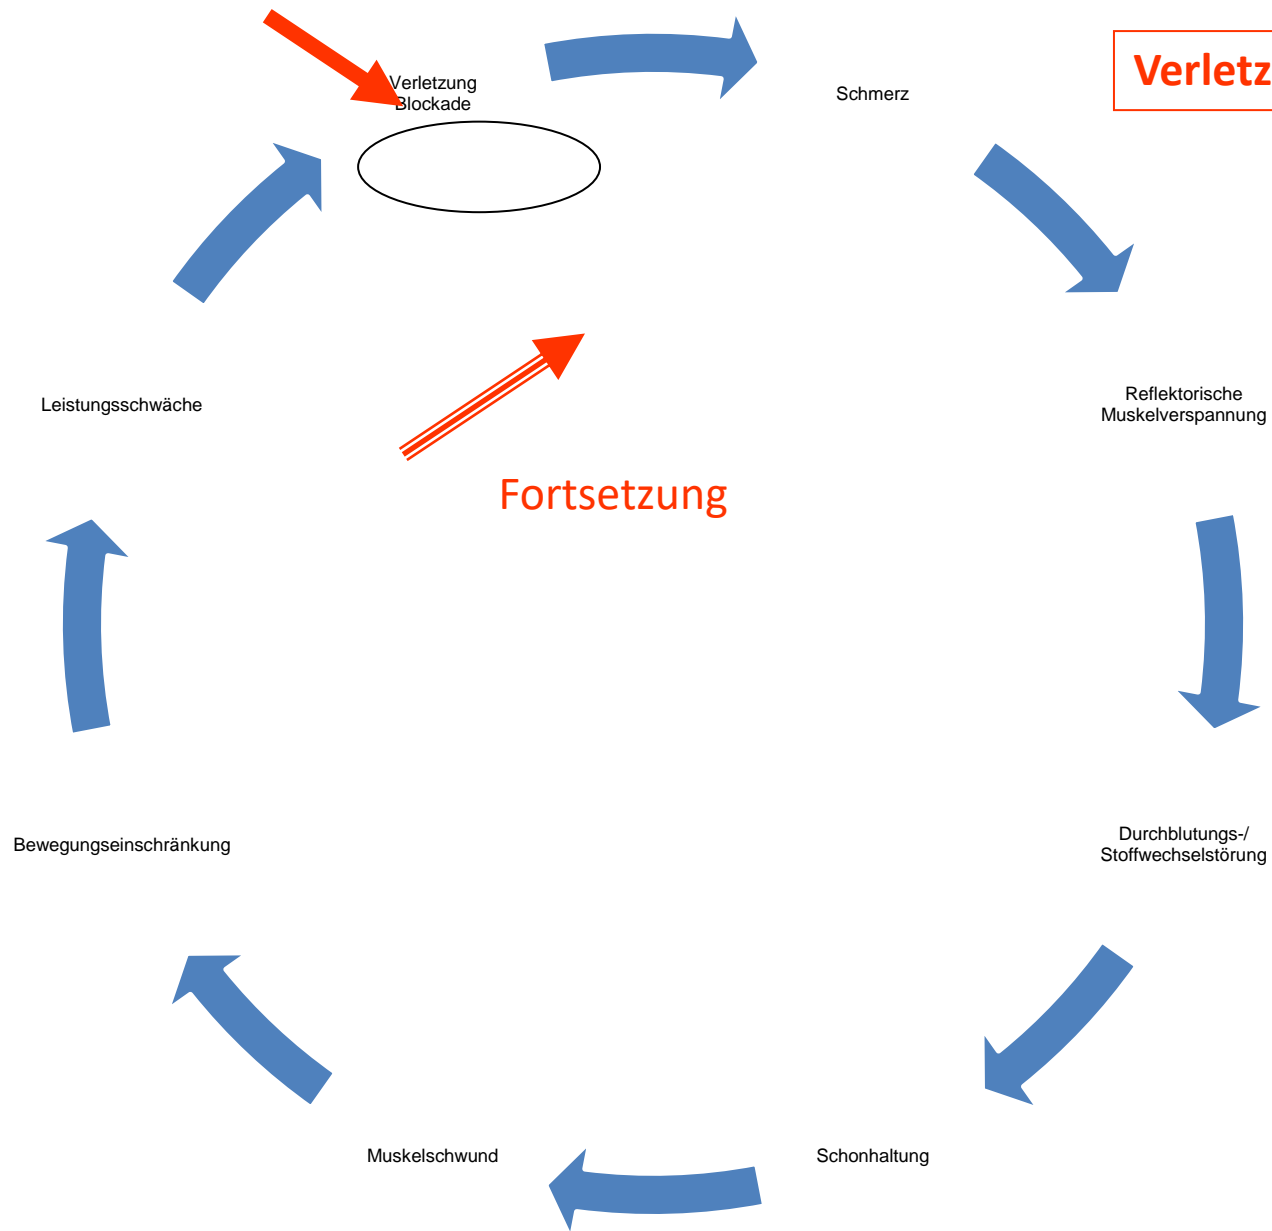 Verletzung
Blockade
Schmerz
Verletz
Reflektorische
Muskelverspannung
Durchblutungs-/
Stoffwechselstörung
Schonhaltung
Muskelschwund
Bewegungseinschränkung
Leistungsschwäche
Fortsetzung